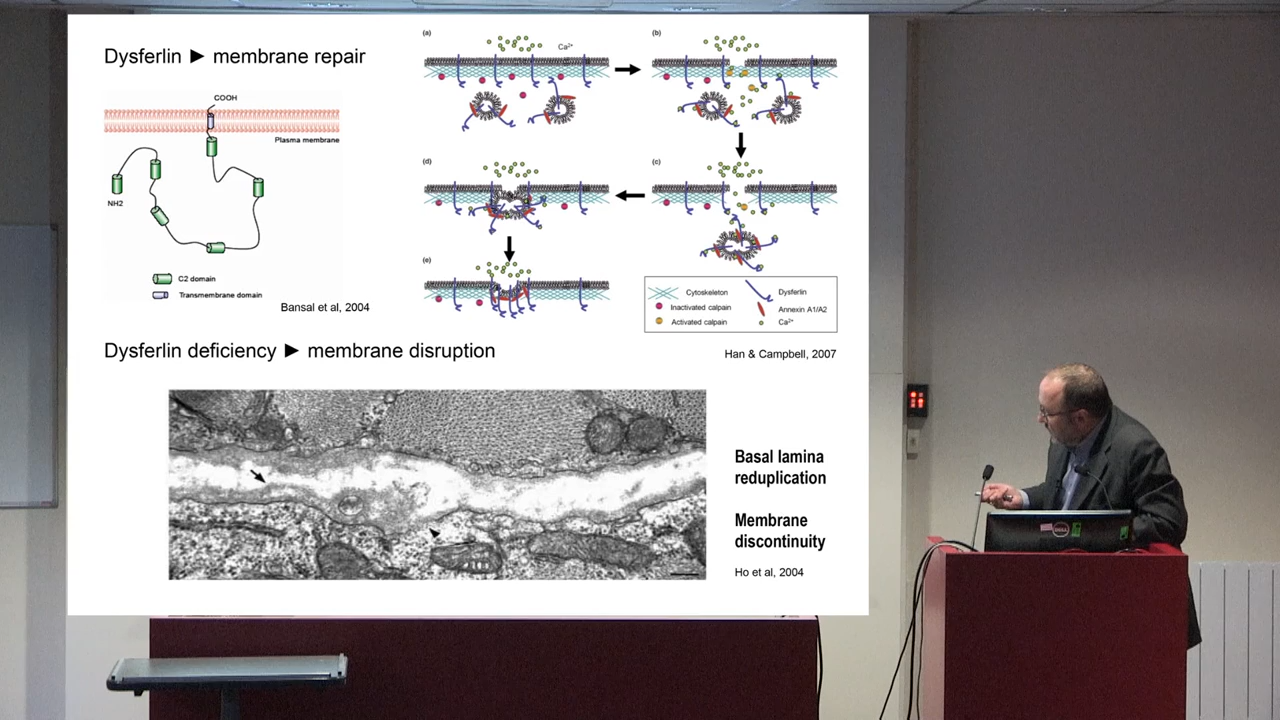 Dysferlin ► membrane repair
COOH
Plasma membrane
NH2
C2 domain
Transmembrane domain
Bansal et al, 2004
(a)
Ca²⁺
(b)
(d)
(c)
(e)
Cytoskeleton
Dysferlin
Inactivated calpain
Annexin A1/A2
Activated calpain
Ca²⁺
Han & Campbell, 2007
Dysferlin deficiency ► membrane disruption
Basal lamina
reduplication
Membrane
discontinuity
Ho et al, 2004
DELL